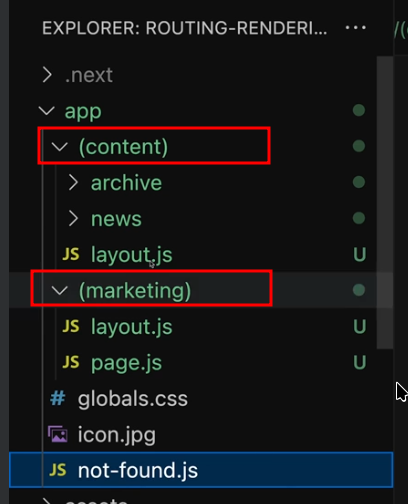 EXPLORER: ROUTING-RENDERI... ...
.next
app
(content)
archive
news
JS layout.js U
(marketing)
JS layout.js U
JS page.js U
# globals.css
icon.jpg
JS not-found.js